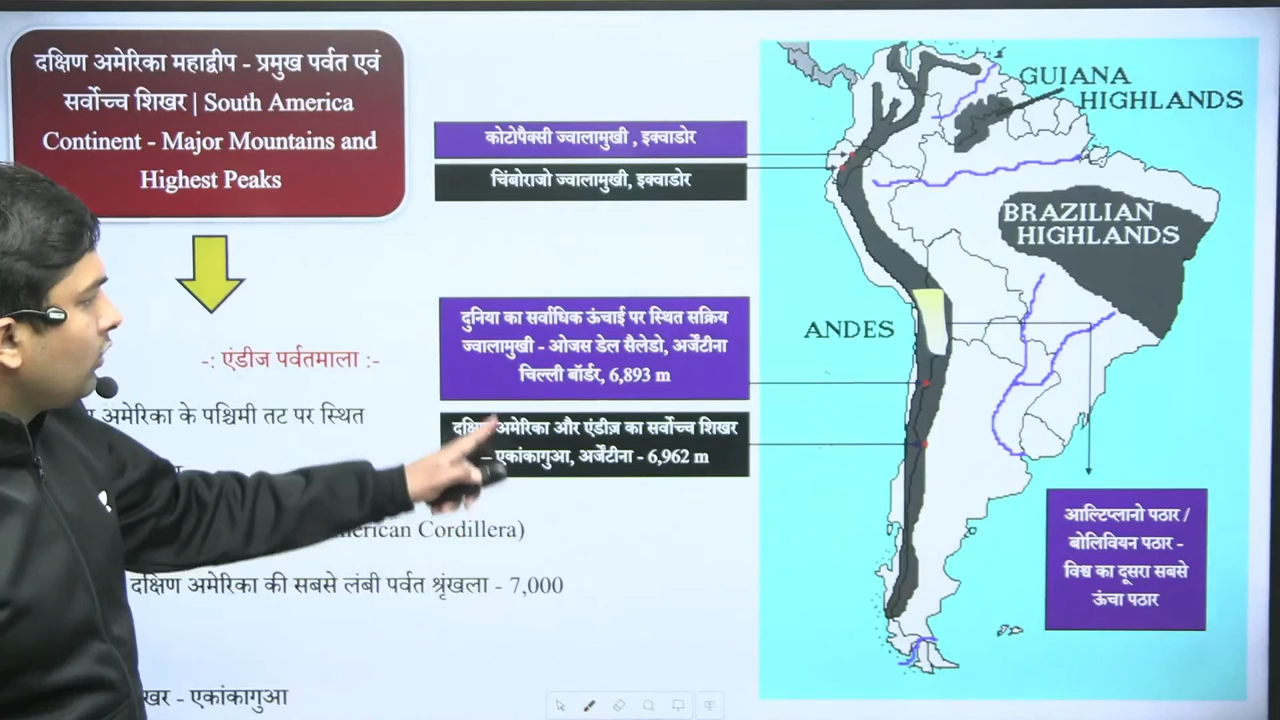 दक्षिण अमेरिका महाद्वीप - प्रमुख पर्वत एवं
सर्वोच्च शिखर | South America
Continent - Major Mountains and
Highest Peaks
-: एंडीज पर्वतमाला :-
अमेरिका के पश्चिमी तट पर स्थित
Cordillera)
दक्षिण अमेरिका की सबसे लंबी पर्वत श्रृंखला - 7,000
- एकांकागुआ
कोटोपैक्सी ज्वालामुखी , इक्वाडोर
चिंबोराजो ज्वालामुखी, इक्वाडोर
दुनिया का सर्वाधिक ऊंचाई पर स्थित सक्रिय
ज्वालामुखी - ओजस डेल सैलेडो, अर्जेंटीना
चिल्ली बॉर्डर, 6,893 m
अमेरिका और एंडीज़ का सर्वोच्च शिखर
– एकांकागुआ, अर्जेंटीना - 6,962 m
GUIANA
HIGHLANDS
BRAZILIAN
HIGHLANDS
ANDES
आल्टिप्लानो पठार /
बोलिवियन पठार -
विश्व का दूसरा सबसे
ऊंचा पठार